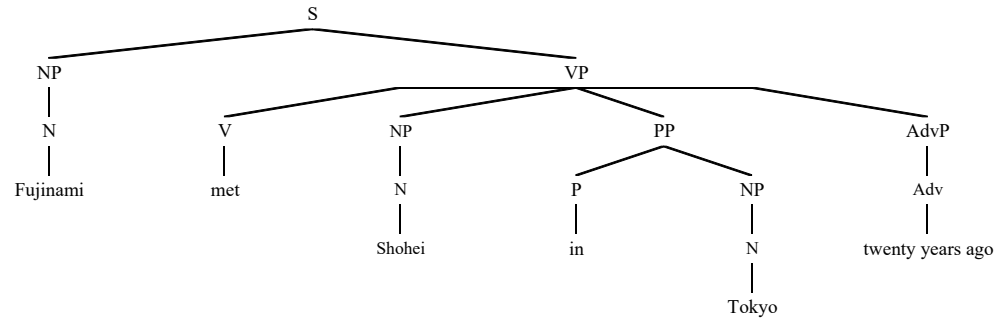 S
NP VP
N V NP PP AdvP
Fujinami met N P NP Adv
Shohei in N twenty years ago
Tokyo